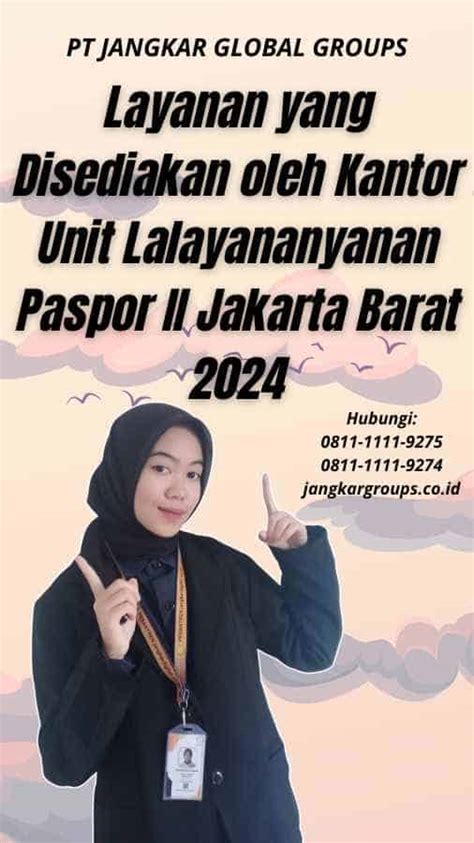 PT JANGKAR GLOBAL GROUPS
Layanan yang
Disediakan oleh Kantor
Unit Lalayananyanan
Paspor II Jakarta Barat
2024
Hubungi:
0811-1111-9275
0811-1111-9274
jangkargroups.co.id